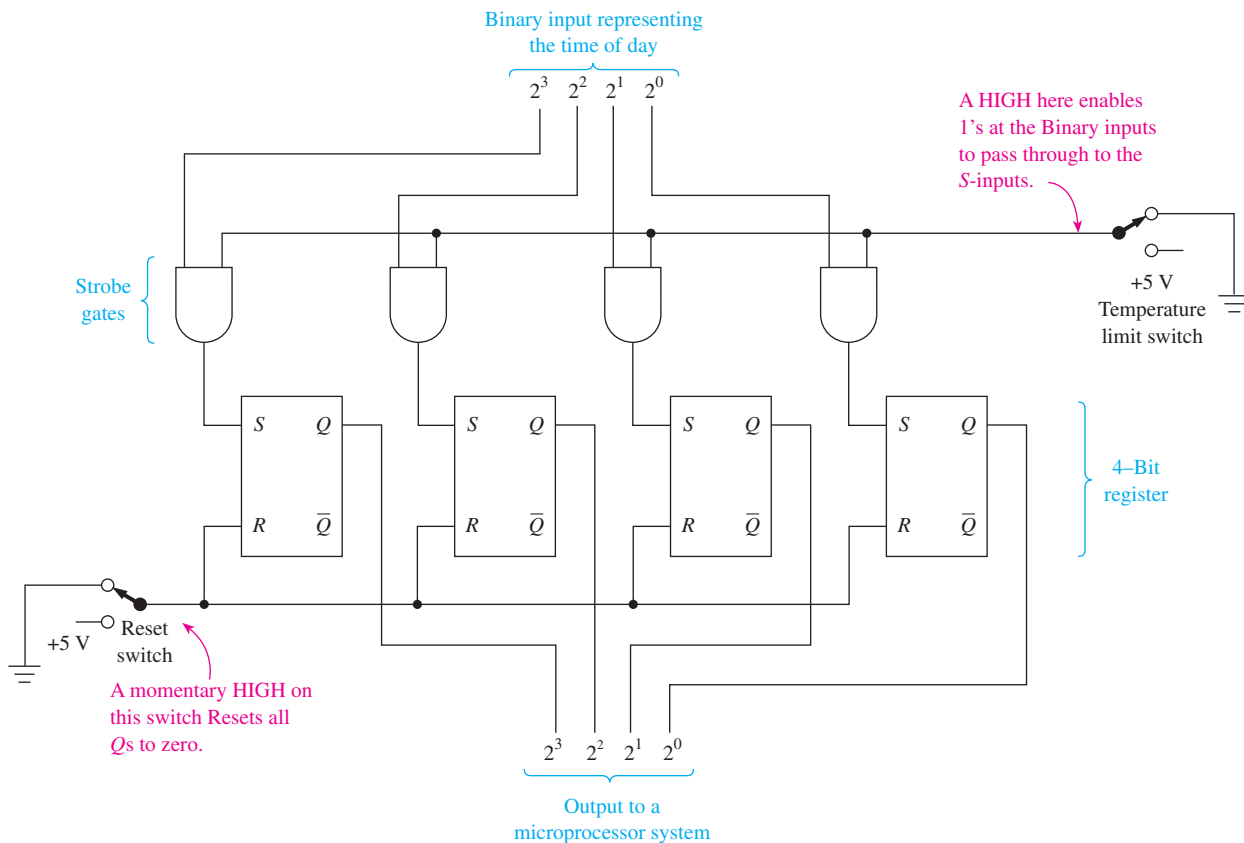 Binary input representing
the time of day
2³ 2² 2¹ 2⁰
A HIGH here enables
1's at the Binary inputs
to pass through to the
S-inputs.
Strobe
gates
+5 V
Temperature
limit switch
S Q
R Q̅
S Q
R Q̅
S Q
R Q̅
S Q
R Q̅
4–Bit
register
+5 V
Reset
switch
A momentary HIGH on
this switch Resets all
Qs to zero.
2³ 2² 2¹ 2⁰
Output to a
microprocessor system